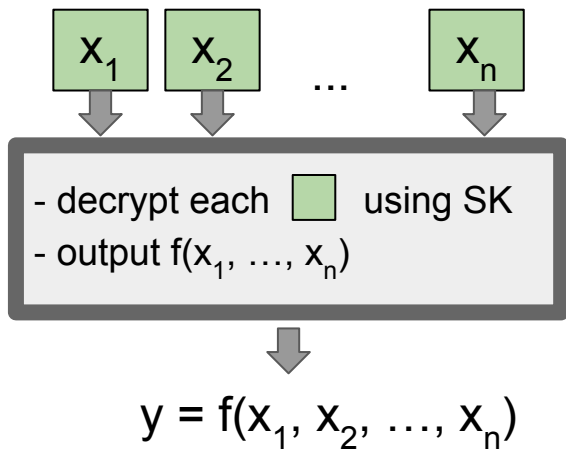 x₁ x₂ ... xₙ
- decrypt each using SK
- output f(x₁, …, xₙ)
y = f(x₁, x₂, …, xₙ)